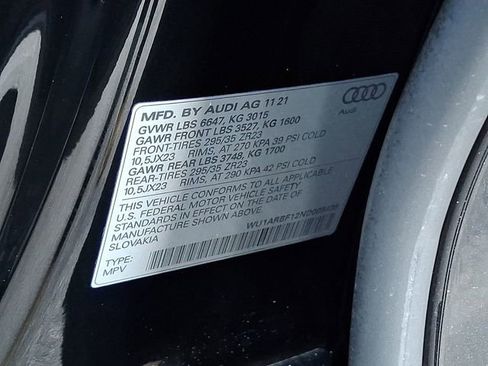 MFD. BY AUDI AG 11 21
GVWR LBS 6647, KG 3015
GAWR FRONT LBS 3527, KG 1600
FRONT-TIRES 295/35 ZR23
10,5JX23 RIMS, AT 270 KPA 39 PSI COLD
GAWR REAR LBS 3748, KG 1700
REAR-TIRES 295/35 ZR23
10,5JX23 RIMS, AT 290 KPA 42 PSI COLD
THIS VEHICLE CONFORMS TO ALL APPLICABLE
U.S. FEDERAL MOTOR VEHICLE SAFETY
STANDARDS IN EFFECT ON THE DATE OF
MANUFACTURE SHOWN ABOVE.
SLOVAKIA
TYPE:
MPV
Audi